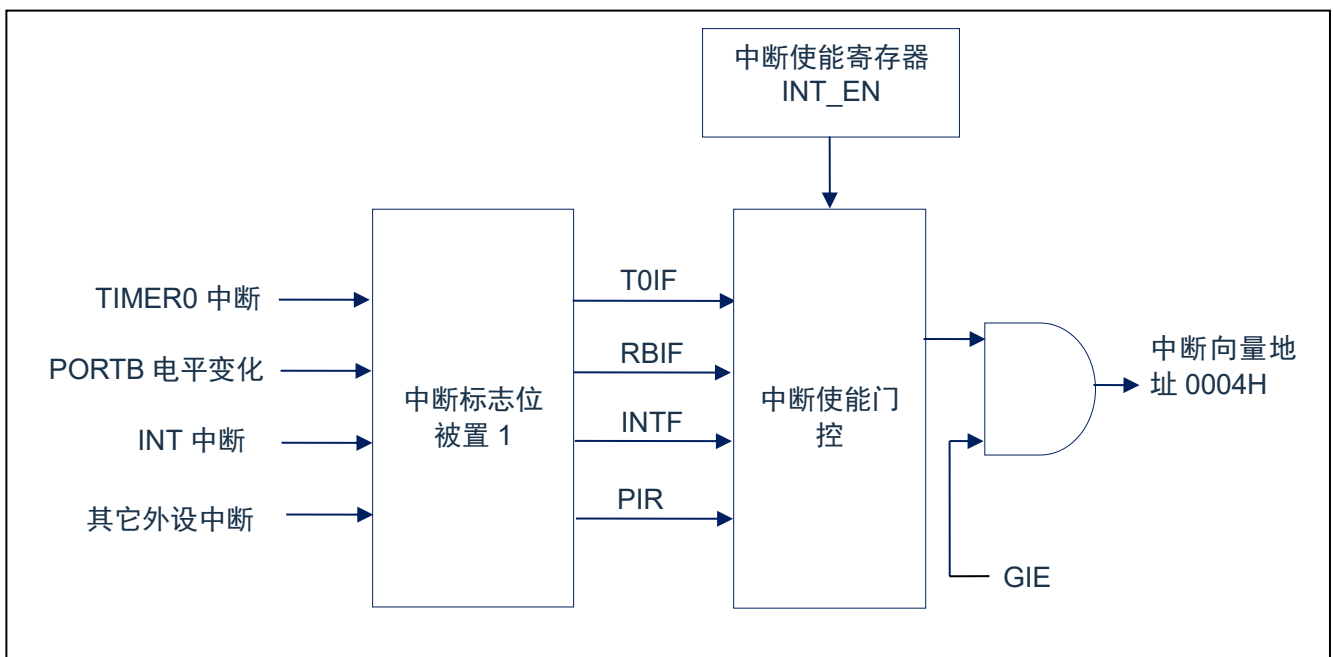 中断使能寄存器
INT_EN
TIMER0 中断
PORTB 电平变化
INT 中断
其它外设中断
中断标志位
被置 1
T0IF
RBIF
INTF
PIR
中断使能门
控
GIE
中断向量地
址 0004H